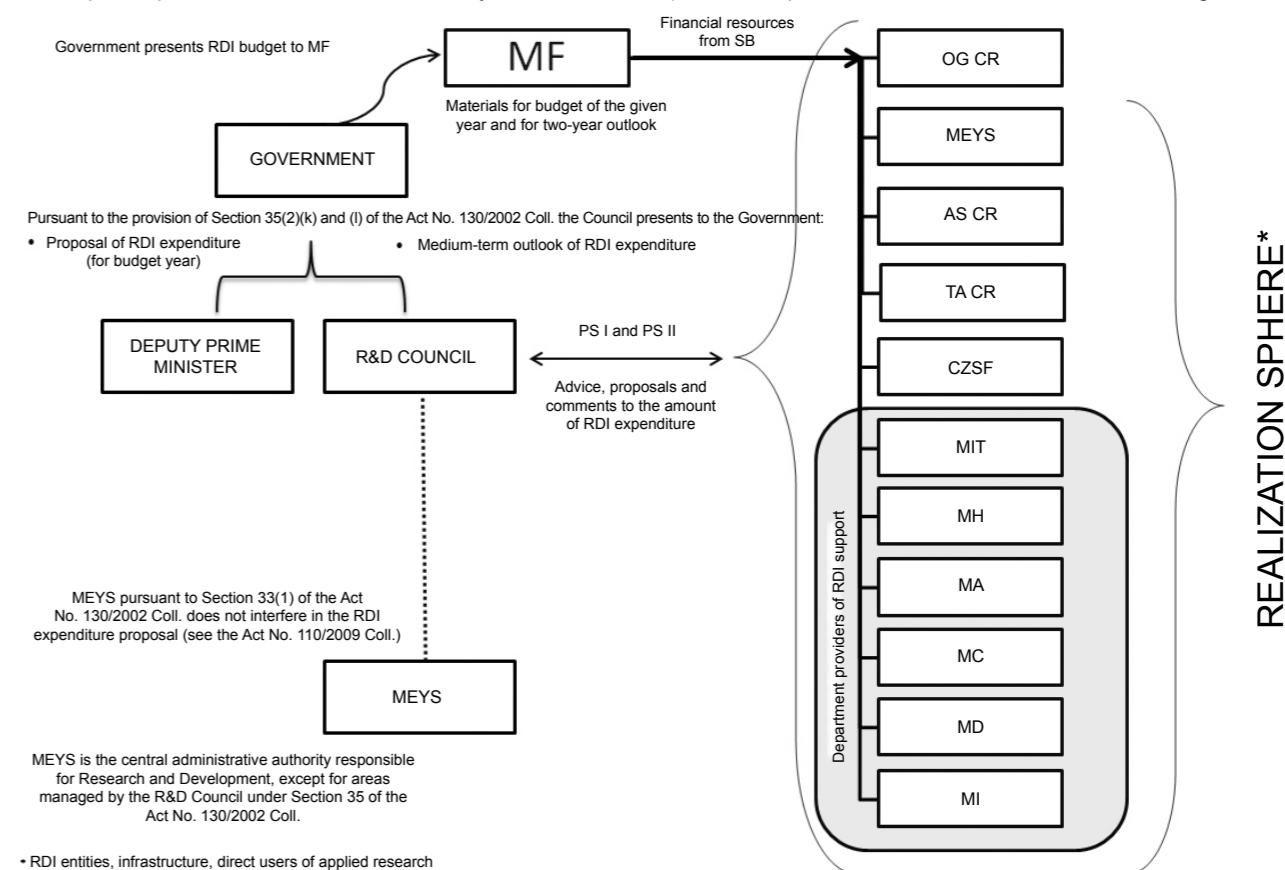 Government presents RDI budget to MF
MF
Financial resources
from SB
Materials for budget of the given
year and for two-year outlook
GOVERNMENT
Pursuant to the provision of Section 35(2)(k) and (l) of the Act No. 130/2002 Coll. the Council presents to the Government:
• Proposal of RDI expenditure
(for budget year)
• Medium-term outlook of RDI expenditure
DEPUTY PRIME
MINISTER
R&D COUNCIL
PS I and PS II
Advice, proposals and
comments to the amount
of RDI expenditure
MEYS pursuant to Section 33(1) of the Act
No. 130/2002 Coll. does not interfere in the RDI
expenditure proposal (see the Act No. 110/2009 Coll.)
MEYS
MEYS is the central administrative authority responsible
for Research and Development, except for areas
managed by the R&D Council under Section 35 of the
Act No. 130/2002 Coll.
OG CR
MEYS
AS CR
TA CR
CZSF
Department providers of RDI support
MIT
MH
MA
MC
MD
MI
REALIZATION SPHERE*
* RDI entities, infrastructure, direct users of applied research